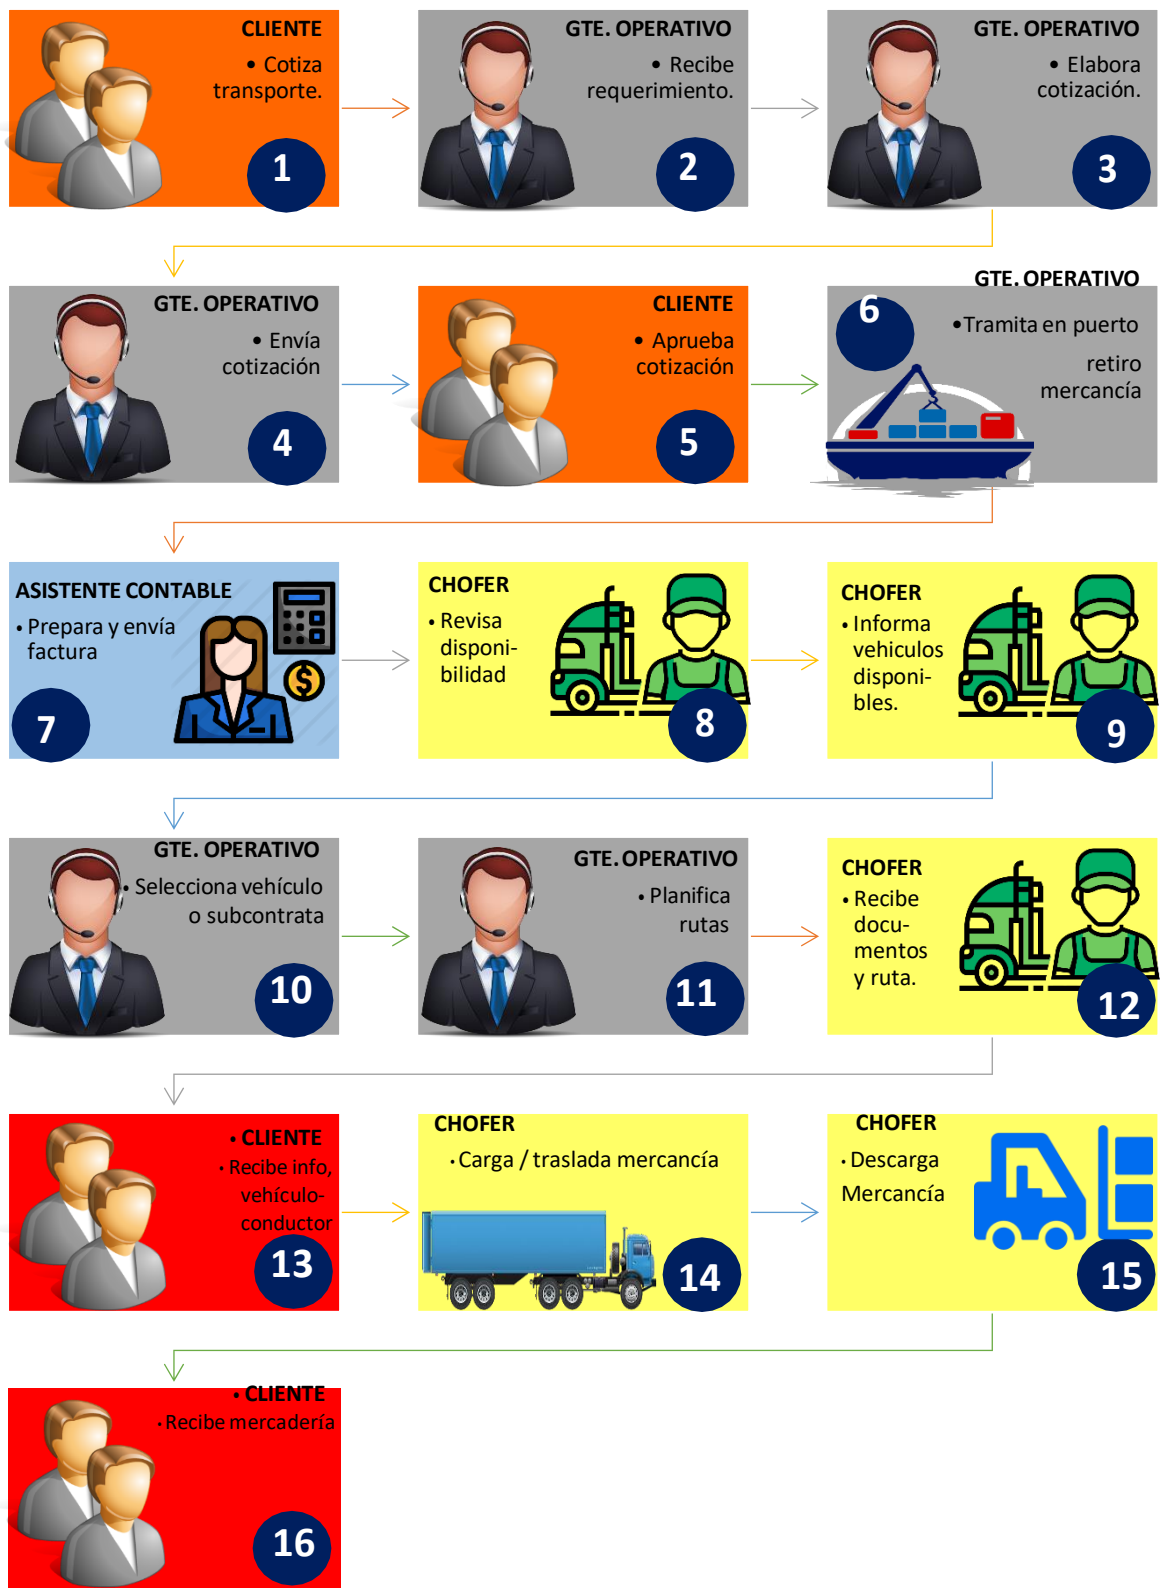 CLIENTE
• Cotiza
transporte.
1
GTE. OPERATIVO
• Recibe
requerimiento.
2
GTE. OPERATIVO
• Elabora
cotización.
3
GTE. OPERATIVO
• Envía
cotización
4
CLIENTE
• Aprueba
cotización
5
GTE. OPERATIVO
• Tramita en puerto
retiro
mercancía
6
ASISTENTE CONTABLE
• Prepara y envía
factura
$
7
CHOFER
• Revisa
disponi-
bilidad
8
CHOFER
• Informa
vehiculos
disponi-
bles.
9
GTE. OPERATIVO
• Selecciona vehículo
o subcontrata
10
GTE. OPERATIVO
• Planifica
rutas
11
CHOFER
• Recibe
docu-
mentos
y ruta.
12
• CLIENTE
• Recibe info,
vehículo-
conductor
13
CHOFER
• Carga / traslada mercancía
14
CHOFER
• Descarga
Mercancía
15
• CLIENTE
• Recibe mercadería
16